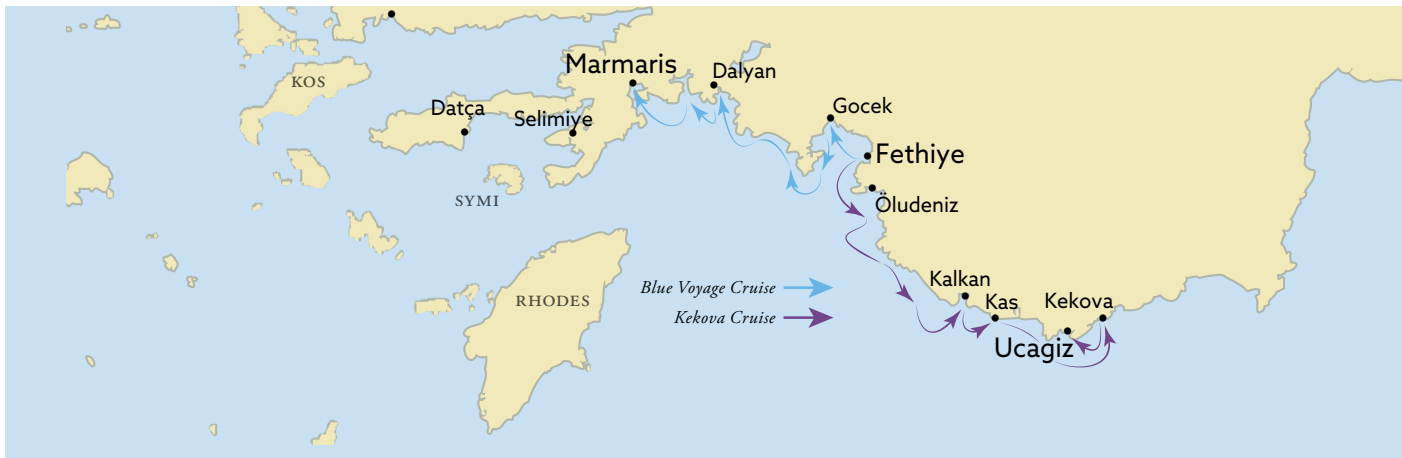 Marmaris
Dalyan
KOS
Gocek
Datça
Selimiye
Fethiye
SYMI
Öludeniz
Kalkan
Blue Voyage Cruise
RHODES
Kas
Kekova
Kekova Cruise
Ucagiz